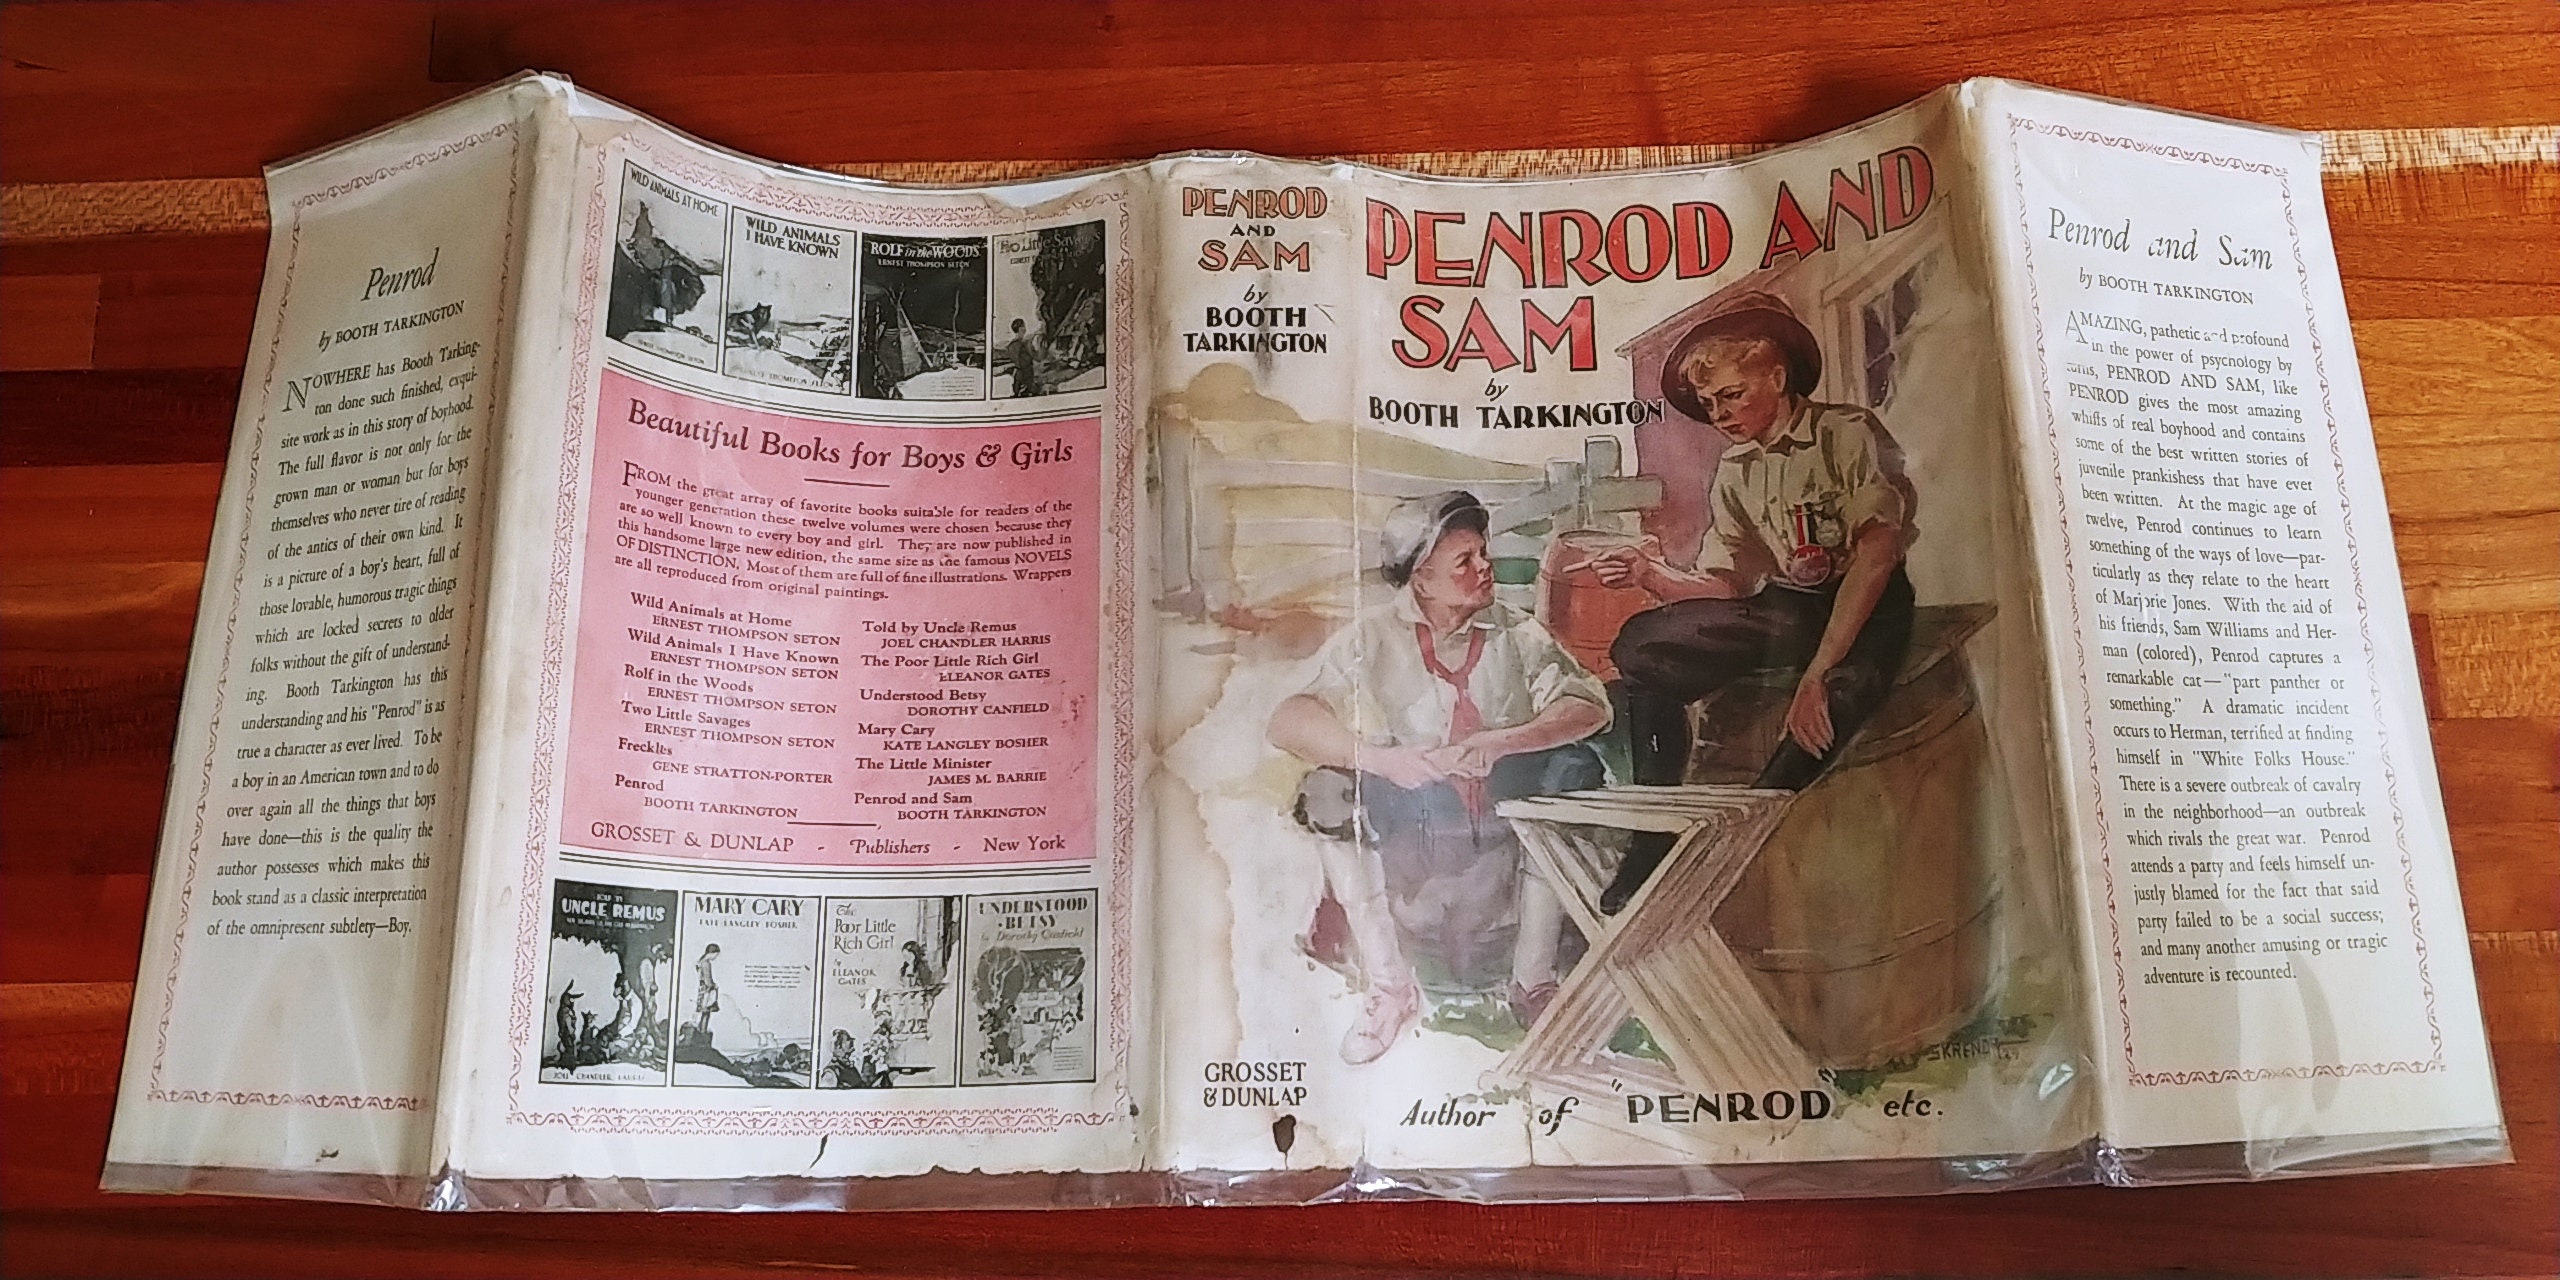 Penrod
by BOOTH TARKINGTON
NOWHERE has Booth Tarking-
ton done such finished, exqui-
site work as in this story of boyhood.
The full flavor is not only for the
grown man or woman but for boys
themselves who never tire of reading
of the antics of their own kind. It
is a picture of a boy's heart, full of
those lovable, humorous tragic things
which are locked secrets to older
folks without the gift of understand-
ing. Booth Tarkington has this
understanding and his "Penrod" is as
true a character as ever lived. To be
a boy in an American town and to do
over again all the things that boys
have done—this is the quality the
author possesses which makes this
book stand as a classic interpretation
of the omnipresent subtlety—Boy.
WILD ANIMALS AT HOME
ERNEST THOMPSON SETON
WILD ANIMALS
I HAVE KNOWN
ERNEST THOMPSON SETON
ROLF in the WOODS
ERNEST THOMPSON SETON
Two Little Savages
Beautiful Books for Boys & Girls
FROM the great array of favorite books suitable for readers of the
younger generation these twelve volumes were chosen because they
are so well known to every boy and girl. They are now published in
this handsome large new edition, the same size as the famous NOVELS
OF DISTINCTION. Most of them are full of fine illustrations. Wrappers
are all reproduced from original paintings.
Wild Animals at Home
ERNEST THOMPSON SETON
Wild Animals I Have Known
ERNEST THOMPSON SETON
Rolf in the Woods
ERNEST THOMPSON SETON
Two Little Savages
ERNEST THOMPSON SETON
Freckles
GENE STRATTON-PORTER
Penrod
BOOTH TARKINGTON
Told by Uncle Remus
JOEL CHANDLER HARRIS
The Poor Little Rich Girl
ELEANOR GATES
Understood Betsy
DOROTHY CANFIELD
Mary Cary
KATE LANGLEY BOSHER
The Little Minister
JAMES M. BARRIE
Penrod and Sam
BOOTH TARKINGTON
GROSSET & DUNLAP - Publishers - New York
TOLD BY
UNCLE REMUS
JOEL CHANDLER HARRIS
MARY CARY
KATE LANGLEY BOSHER
The
Poor Little
Rich Girl
by
ELEANOR
GATES
UNDERSTOOD
BETSY
by Dorothy Canfield
PENROD
AND
SAM
by
BOOTH
TARKINGTON
GROSSET
& DUNLAP
PENROD AND
SAM
by
BOOTH TARKINGTON
SKRENDA
Author of "PENROD" etc.
Penrod and Sam
by BOOTH TARKINGTON
AMAZING, pathetic and profound
in the power of psychology by
turns, PENROD AND SAM, like
PENROD gives the most amazing
whiffs of real boyhood and contains
some of the best written stories of
juvenile prankishess that have ever
been written. At the magic age of
twelve, Penrod continues to learn
something of the ways of love—par-
ticularly as they relate to the heart
of Marjorie Jones. With the aid of
his friends, Sam Williams and Her-
man (colored), Penrod captures a
remarkable cat—"part panther or
something." A dramatic incident
occurs to Herman, terrified at finding
himself in "White Folks House."
There is a severe outbreak of cavalry
in the neighborhood—an outbreak
which rivals the great war. Penrod
attends a party and feels himself un-
justly blamed for the fact that said
party failed to be a social success;
and many another amusing or tragic
adventure is recounted.